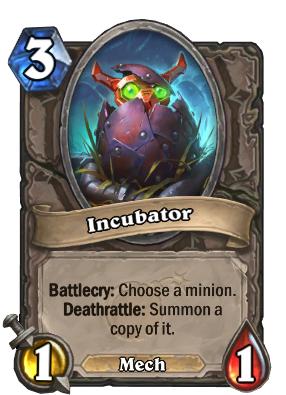 3
Incubator
Battlecry: Choose a minion.
Deathrattle: Summon a
copy of it.
1
Mech
1